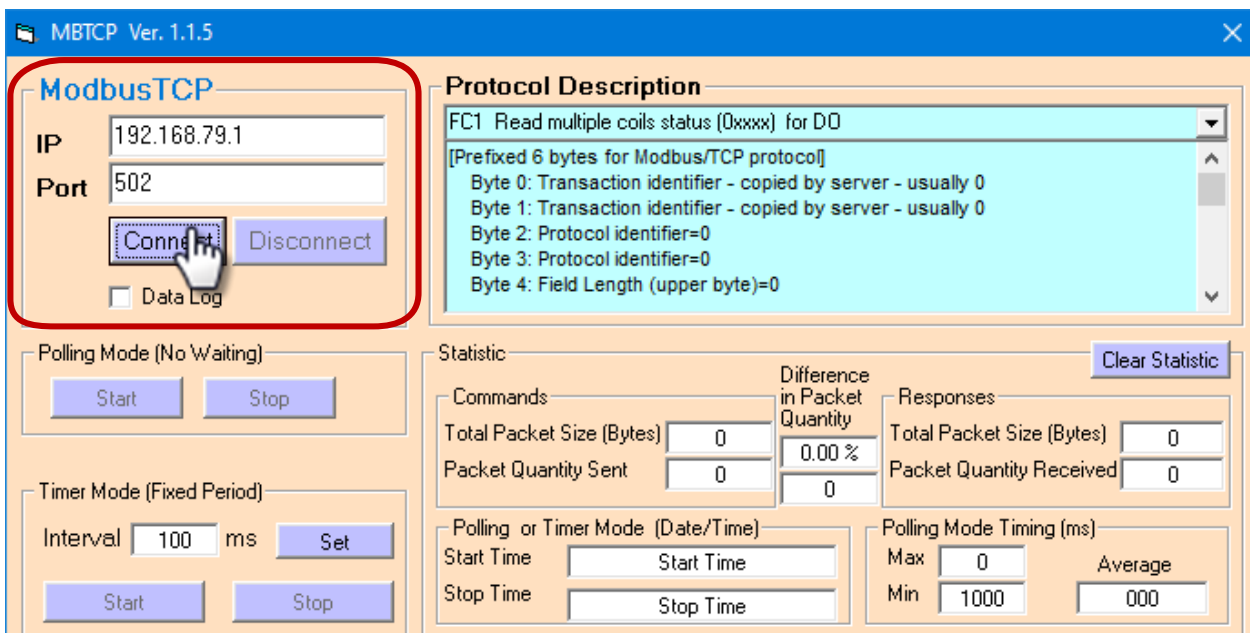 MBTCP Ver. 1.1.5
ModbusTCP
IP 192.168.79.1
Port 502
Connect Disconnect
Data Log
Protocol Description
FC1 Read multiple coils status (0xxxx) for DO
[Prefixed 6 bytes for Modbus/TCP protocol]
Byte 0: Transaction identifier - copied by server - usually 0
Byte 1: Transaction identifier - copied by server - usually 0
Byte 2: Protocol identifier=0
Byte 3: Protocol identifier=0
Byte 4: Field Length (upper byte)=0
Polling Mode (No Waiting)
Start Stop
Timer Mode (Fixed Period)
Interval 100 ms Set
Start Stop
Statistic
Clear Statistic
Commands
Total Packet Size (Bytes) 0
Packet Quantity Sent 0
Difference
in Packet
Quantity
0.00 %
0
Responses
Total Packet Size (Bytes) 0
Packet Quantity Received 0
Polling or Timer Mode (Date/Time)
Start Time Start Time
Stop Time Stop Time
Polling Mode Timing (ms)
Max 0
Min 1000
Average
000